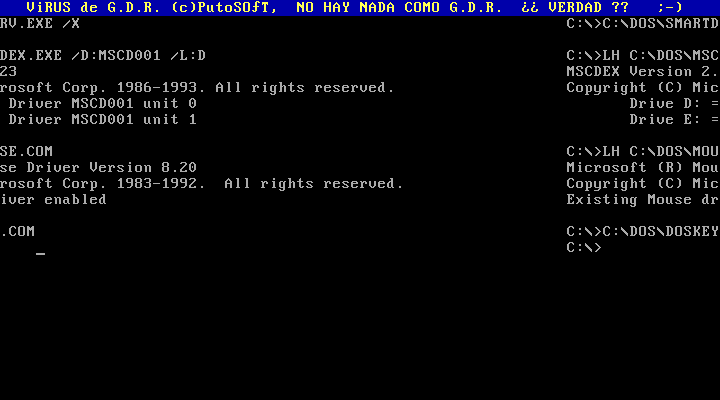 ViRUS de G.D.R. (c)PutoSOfT,  NO HAY NADA COMO G.D.R.  ¿¿ VERDAD ??   ;-)
RV.EXE /X C:\>C:\DOS\SMARTD
DEX.EXE /D:MSCD001 /L:D C:\>LH C:\DOS\MSC
23 MSCDEX Version 2.
rosoft Corp. 1986-1993. All rights reserved. Copyright (C) Mic
Driver MSCD001 unit 0 Drive D: =
Driver MSCD001 unit 1 Drive E: =
SE.COM C:\>LH C:\DOS\MOU
se Driver Version 8.20 Microsoft (R) Mou
rosoft Corp. 1983-1992.  All rights reserved. Copyright (C) Mic
iver enabled Existing Mouse dr
.COM C:\>C:\DOS\DOSKEY
_ C:\>